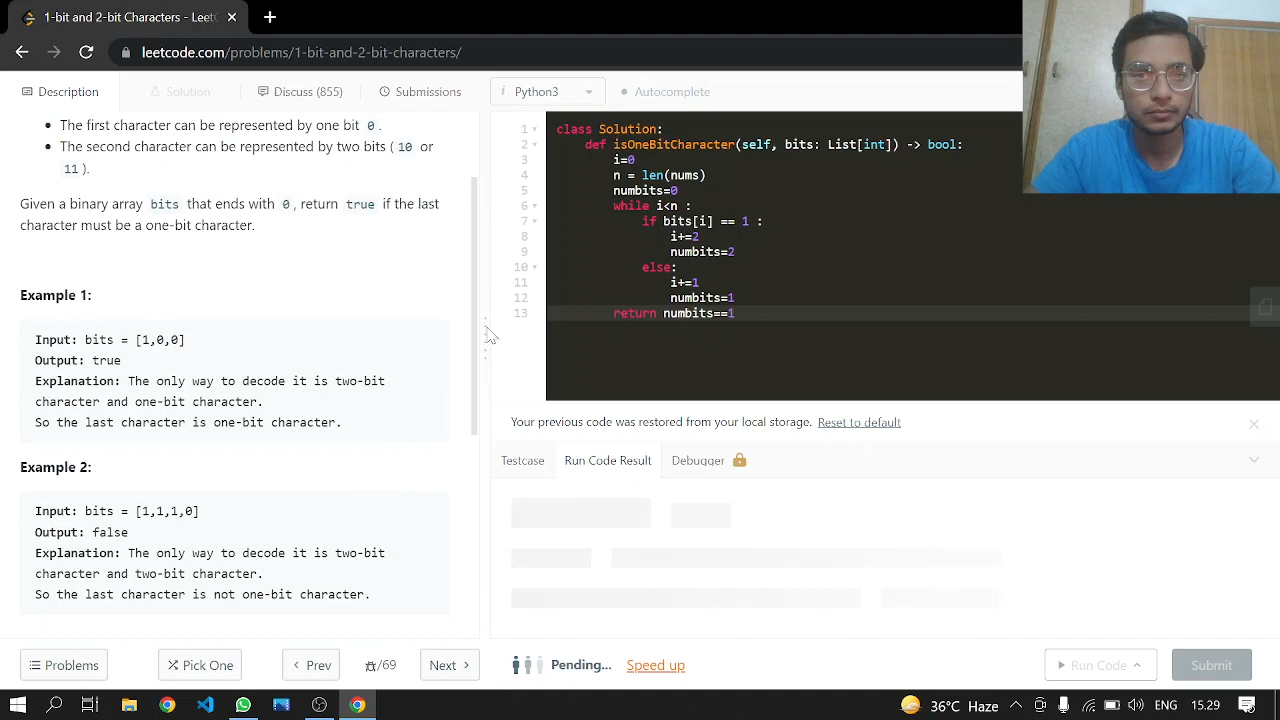 1-bit and 2-bit Characters - Leet
leetcode.com/problems/1-bit-and-2-bit-characters/
Description
Solution
Discuss (855)
Submissions
i Python3
Autocomplete
The first character can be represented by one bit 0.
The second character can be represented by two bits (10 or
11).
Given a binary array bits that ends with 0, return true if the last
character must be a one-bit character.
Example 1:
Input: bits = [1,0,0]
Output: true
Explanation: The only way to decode it is two-bit
character and one-bit character.
So the last character is one-bit character.
Example 2:
Input: bits = [1,1,1,0]
Output: false
Explanation: The only way to decode it is two-bit
character and two-bit character.
So the last character is not one-bit character.
1 class Solution:
2 def isOneBitCharacter(self, bits: List[int]) -> bool:
3 i=0
4 n = len(nums)
5 numbits=0
6 while i<n :
7 if bits[i] == 1 :
8 i+=2
9 numbits=2
10 else:
11 i+=1
12 numbits=1
13 return numbits==1
Your previous code was restored from your local storage. Reset to default
Testcase
Run Code Result
Debugger
Problems
Pick One
Prev
/69
Next
Pending...
Speed up
Run Code
Submit
36°C Haze
ENG
15.29